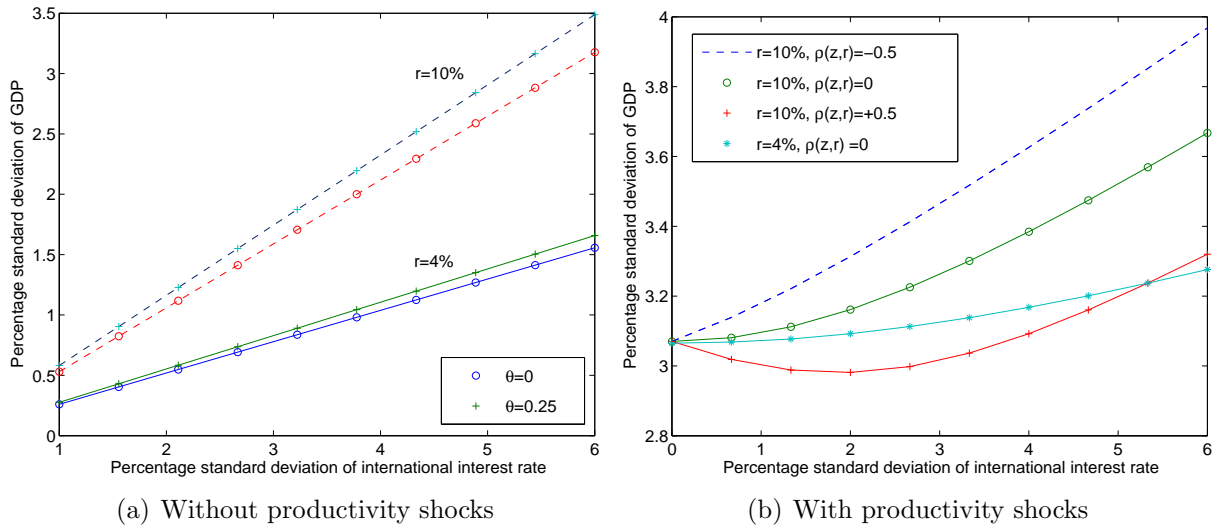 3.5
3
2.5
2
1.5
1
0.5
0
Percentage standard deviation of GDP
r=10%
r=4%
θ=0
θ=0.25
1 2 3 4 5 6
Percentage standard deviation of international interest rate
(a) Without productivity shocks
4
3.8
3.6
3.4
3.2
3
2.8
Percentage standard deviation of GDP
r=10%, ρ(z,r)=−0.5
r=10%, ρ(z,r)=0
r=10%, ρ(z,r)=+0.5
r=4%, ρ(z,r) =0
0 1 2 3 4 5 6
Percentage standard deviation of international interest rate
(b) With productivity shocks